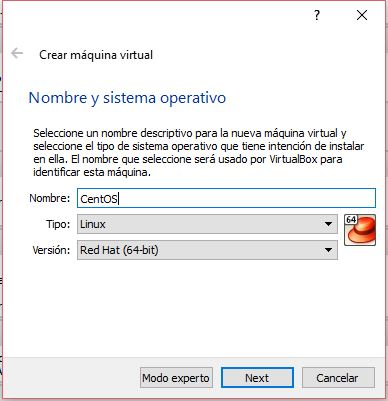 ?
Crear máquina virtual
Nombre y sistema operativo
Seleccione un nombre descriptivo para la nueva máquina virtual y
seleccione el tipo de sistema operativo que tiene intención de instalar
en ella. El nombre que seleccione será usado por VirtualBox para
identificar esta máquina.
Nombre: CentOS
Tipo: Linux
64
Versión: Red Hat (64-bit)
Modo experto Next Cancelar